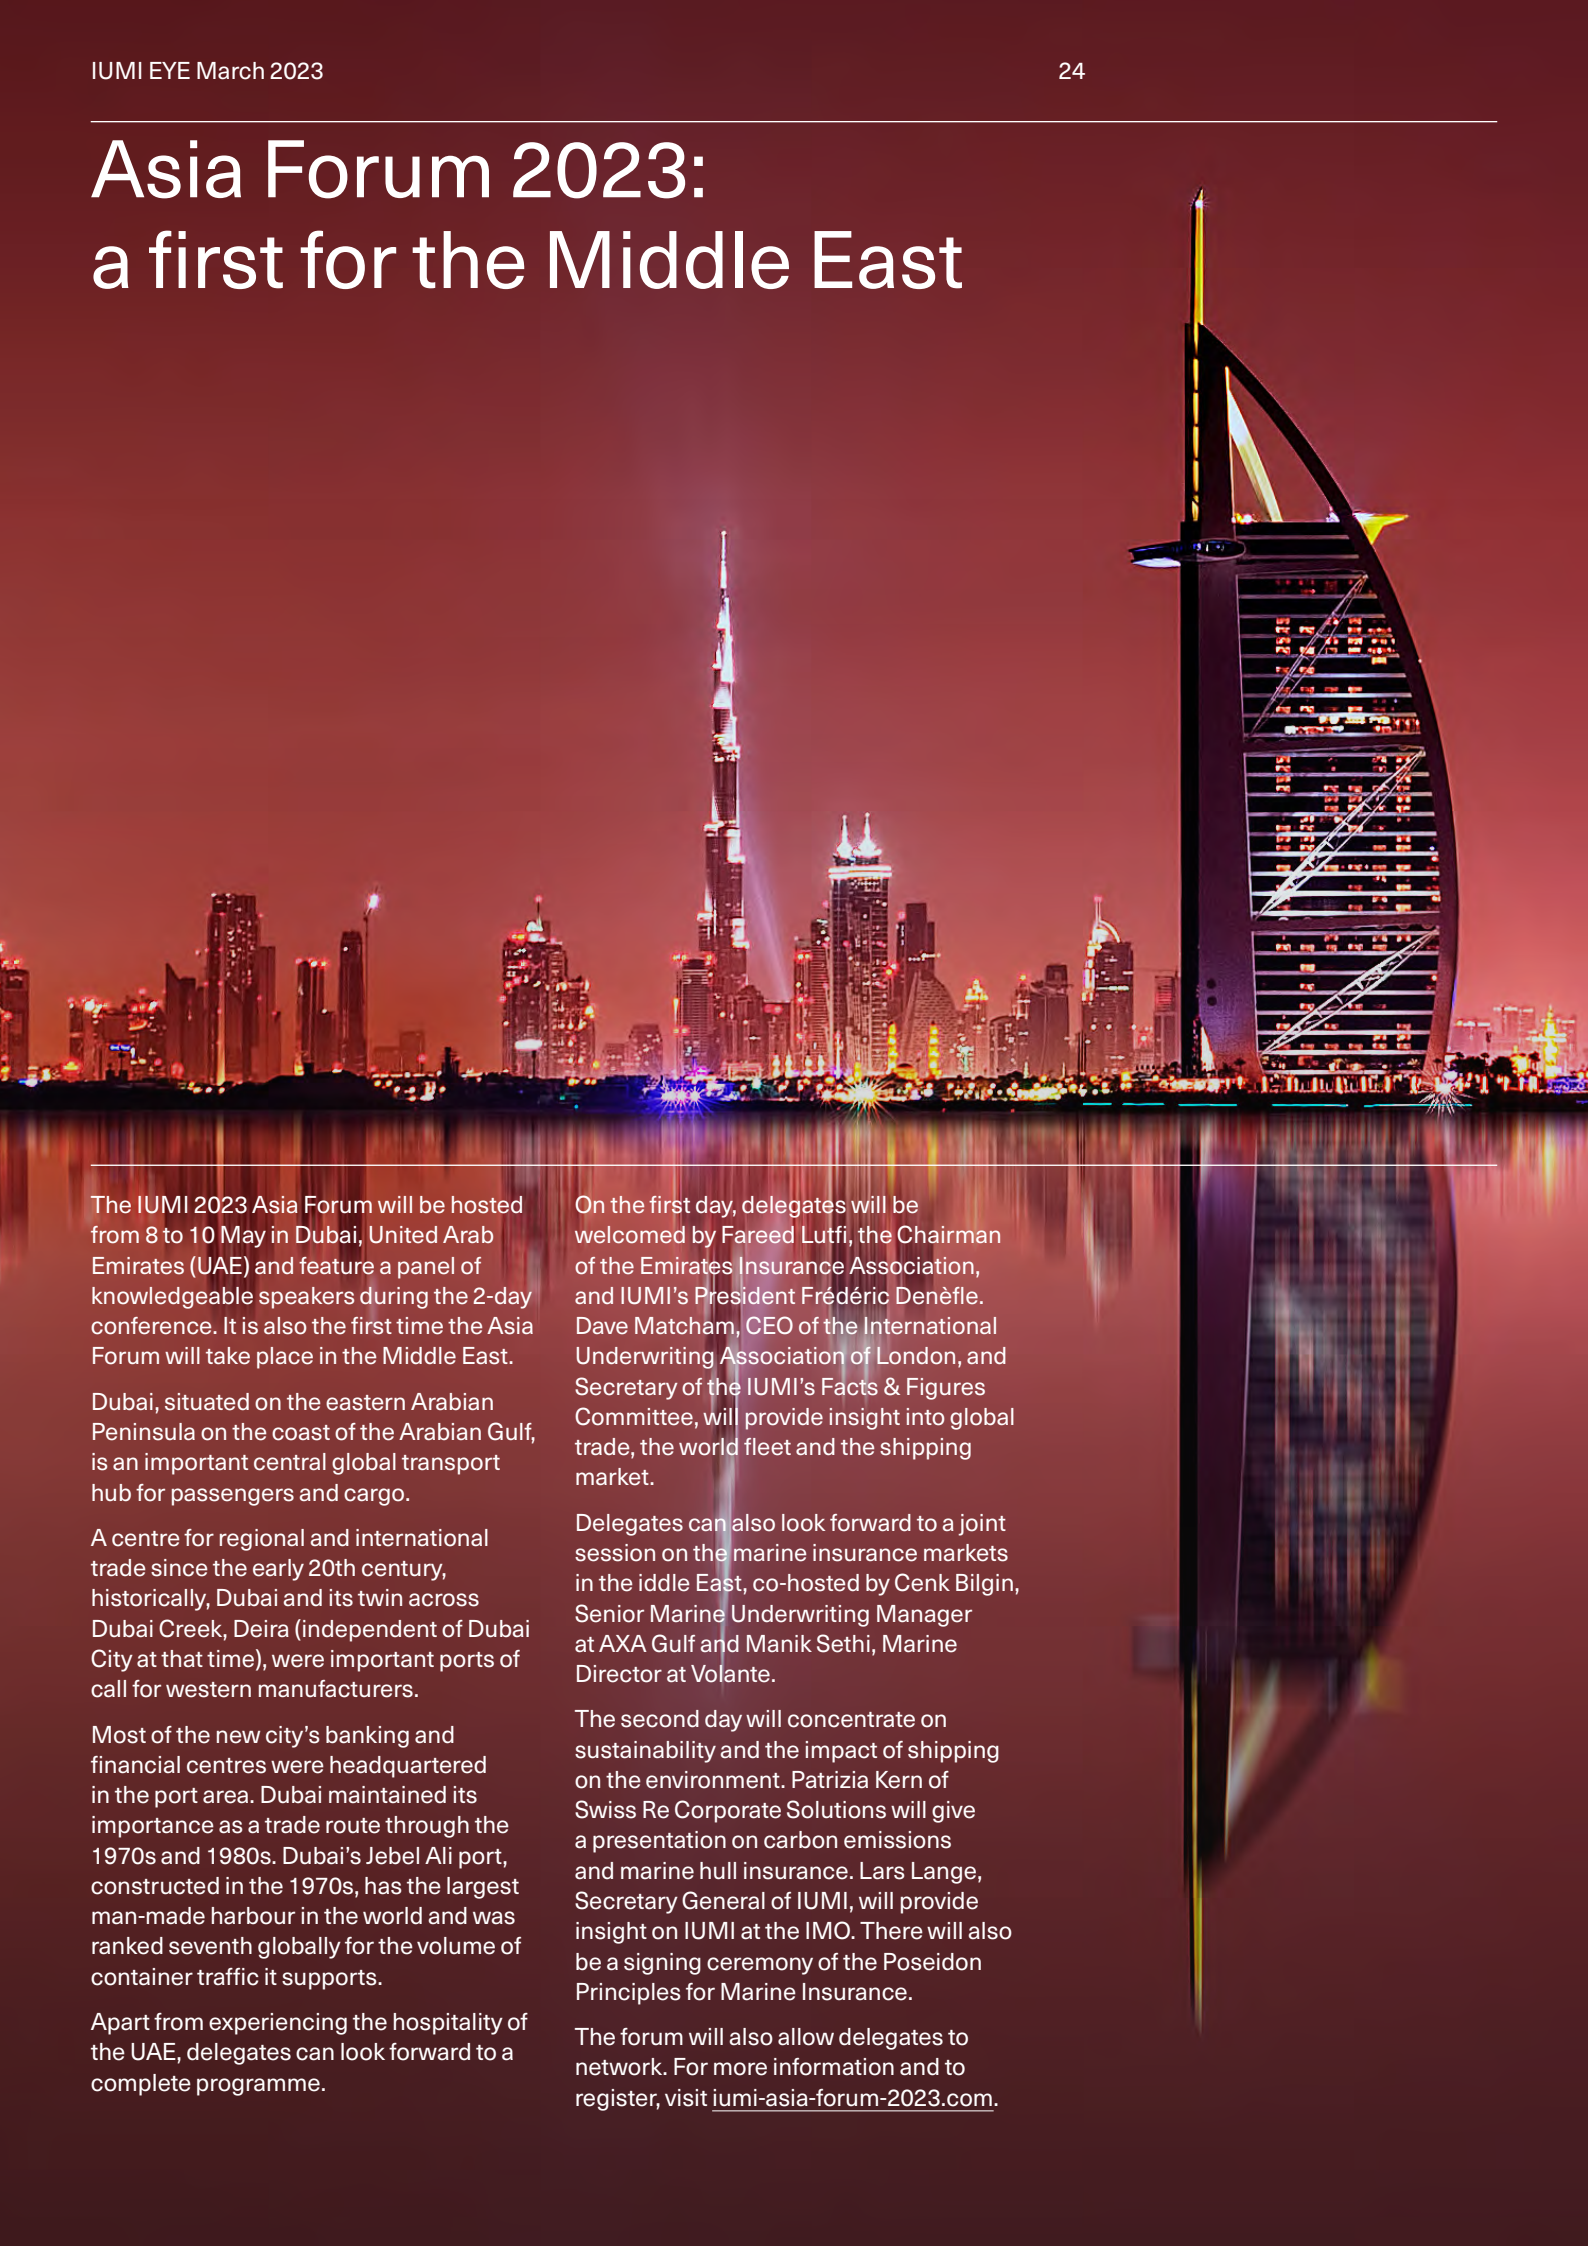 IUMI EYE March 2023
24
Asia Forum 2023:
a first for the Middle East
The IUMI 2023 Asia Forum will be hosted
from 8 to 10 May in Dubai, United Arab
Emirates (UAE) and feature a panel of
knowledgeable speakers during the 2-day
conference. It is also the first time the Asia
Forum will take place in the Middle East.
Dubai, situated on the eastern Arabian
Peninsula on the coast of the Arabian Gulf,
is an important central global transport
hub for passengers and cargo.
A centre for regional and international
trade since the early 20th century,
historically, Dubai and its twin across
Dubai Creek, Deira (independent of Dubai
City at that time), were important ports of
call for western manufacturers.
Most of the new city's banking and
financial centres were headquartered
in the port area. Dubai maintained its
importance as a trade route through the
1970s and 1980s. Dubai's Jebel Ali port,
constructed in the 1970s, has the largest
man-made harbour in the world and was
ranked seventh globally for the volume of
container traffic it supports.
Apart from experiencing the hospitality of
the UAE, delegates can look forward to a
complete programme.
On the first day, delegates will be
welcomed by Fareed Lutfi, the Chairman
of the Emirates Insurance Association,
and IUMI's President Frédéric Denèfle.
Dave Matcham, CEO of the International
Underwriting Association of London, and
Secretary of the IUMI's Facts & Figures
Committee, will provide insight into global
trade, the world fleet and the shipping
market.
Delegates can also look forward to a joint
session on the marine insurance markets
in the iddle East, co-hosted by Cenk Bilgin,
Senior Marine Underwriting Manager
at AXA Gulf and Manik Sethi, Marine
Director at Volante.
The second day will concentrate on
sustainability and the impact of shipping
on the environment. Patrizia Kern of
Swiss Re Corporate Solutions will give
a presentation on carbon emissions
and marine hull insurance. Lars Lange,
Secretary General of IUMI, will provide
insight on IUMI at the IMO. There will also
be a signing ceremony of the Poseidon
Principles for Marine Insurance.
The forum will also allow delegates to
network. For more information and to
register, visit iumi-asia-forum-2023.com.